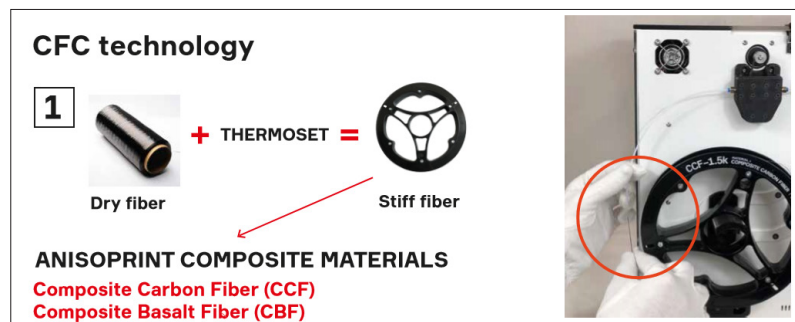 CFC technology
1
+ THERMOSET =
Dry fiber
Stiff fiber
ANISOPRINT COMPOSITE MATERIALS
Composite Carbon Fiber (CCF)
Composite Basalt Fiber (CBF)
CCF-1.5k
COMPOSITE CARBON FIBER